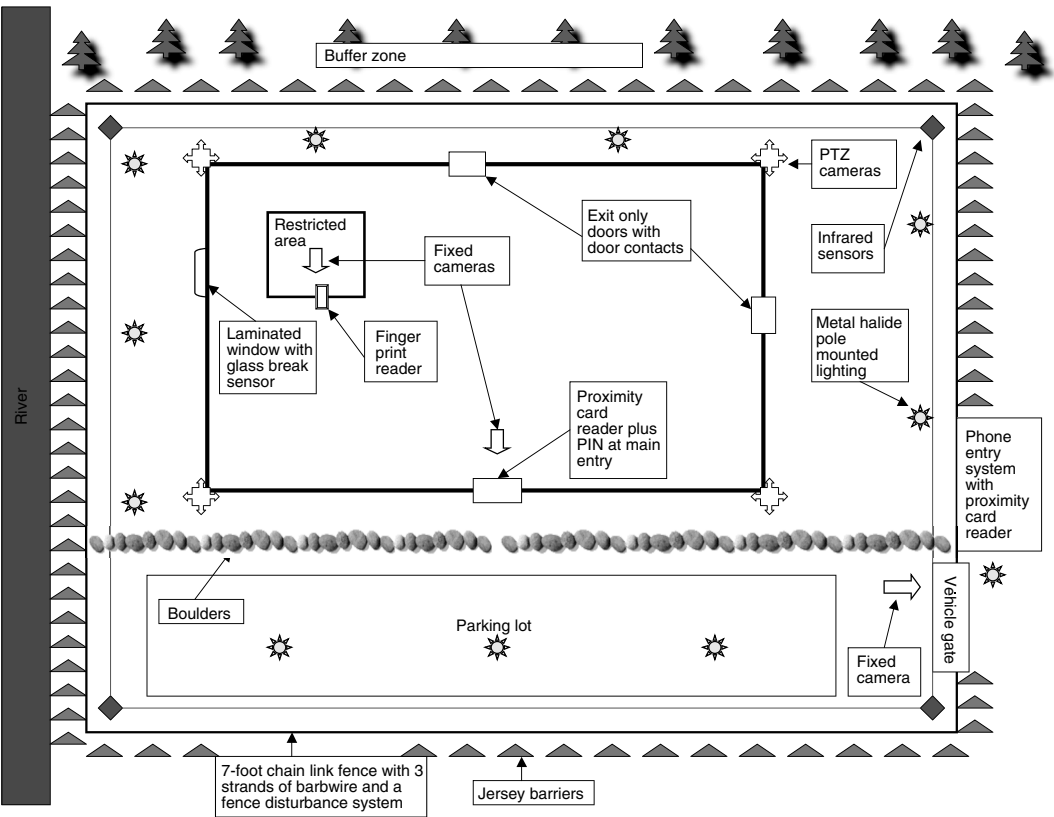 Buffer zone
PTZ
cameras
Restricted
area
Fixed
cameras
Exit only
doors with
door contacts
Infrared
sensors
Laminated
window with
glass break
sensor
Finger
print
reader
Metal halide
pole
mounted
lighting
River
Proximity
card
reader plus
PIN at main
entry
Phone
entry
system
with
proximity
card
reader
Boulders
Parking lot
Véhicle gate
Fixed
camera
7-foot chain link fence with 3
strands of barbwire and a
fence disturbance system
Jersey barriers